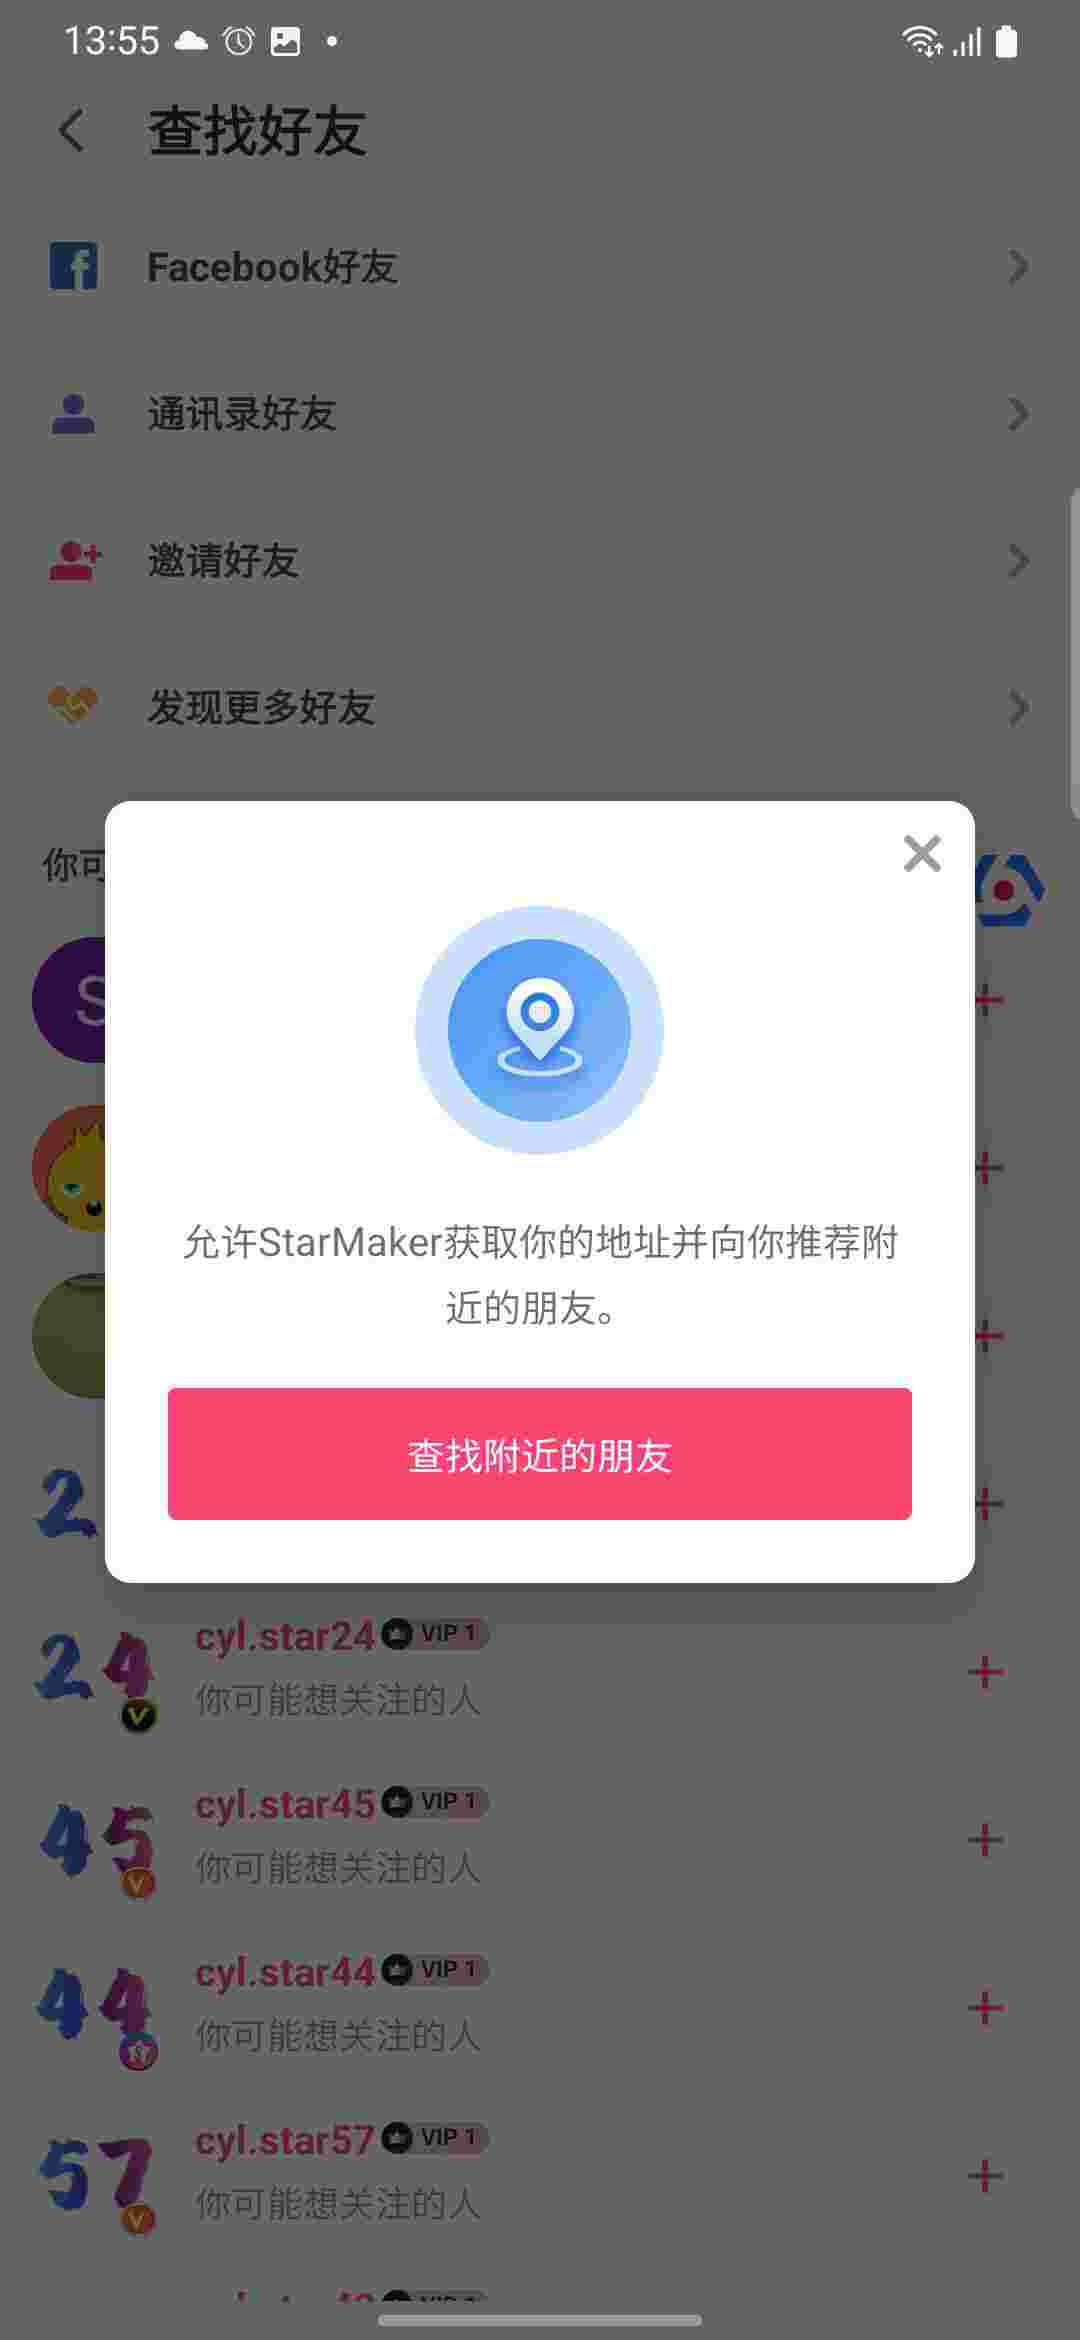 13:55
查找好友
Facebook好友
通讯录好友
邀请好友
发现更多好友
你可
S
允许StarMaker获取你的地址并向你推荐附
近的朋友。
查找附近的朋友
2
24
cyl.star24 VIP 1
你可能想关注的人
45
cyl.star45 VIP 1
你可能想关注的人
44
cyl.star44 VIP 1
你可能想关注的人
57
cyl.star57 VIP 1
你可能想关注的人